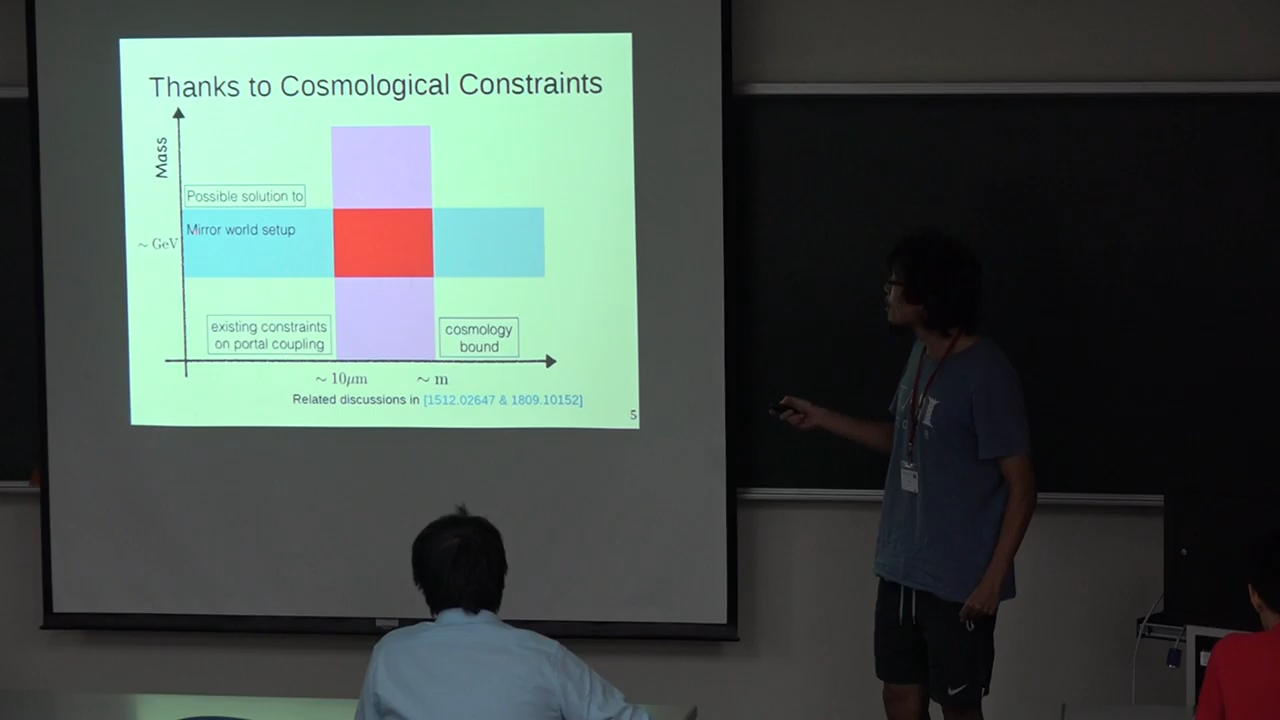 Thanks to Cosmological Constraints
Mass
Possible solution to
Mirror world setup
~ GeV
existing constraints
on portal coupling
cosmology
bound
~ 10μm
~ m
Related discussions in [1512.02647 & 1809.10152]
5